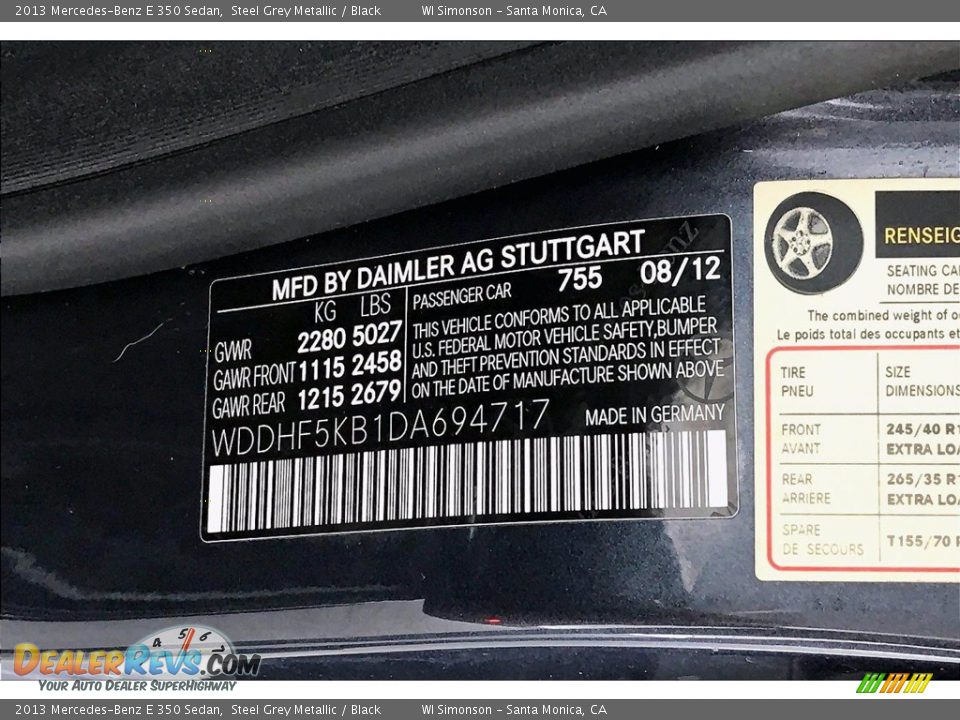 2013 Mercedes-Benz E 350 Sedan, Steel Grey Metallic / Black WI Simonson - Santa Monica, CA
MFD BY DAIMLER AG STUTTGART
KG LBS
GVWR 2280 5027
GAWR FRONT 1115 2458
GAWR REAR 1215 2679
PASSENGER CAR 755 08/12
THIS VEHICLE CONFORMS TO ALL APPLICABLE
U.S. FEDERAL MOTOR VEHICLE SAFETY,BUMPER
AND THEFT PREVENTION STANDARDS IN EFFECT
ON THE DATE OF MANUFACTURE SHOWN ABOVE
WDDHF5KB1DA694717 MADE IN GERMANY
RENSEIG
SEATING CA
NOMBRE DE
The combined weight of o
Le poids total des occupants et
TIRE SIZE
PNEU DIMENSIONS
FRONT 245/40 R1
AVANT EXTRA LOA
REAR 265/35 R1
ARRIERE EXTRA LOA
SPARE T155/70 R
DE SECOURS
4 5 6 7
DEALERREVS.COM
YOUR AUTO DEALER SUPERHIGHWAY
2013 Mercedes-Benz E 350 Sedan, Steel Grey Metallic / Black WI Simonson - Santa Monica, CA